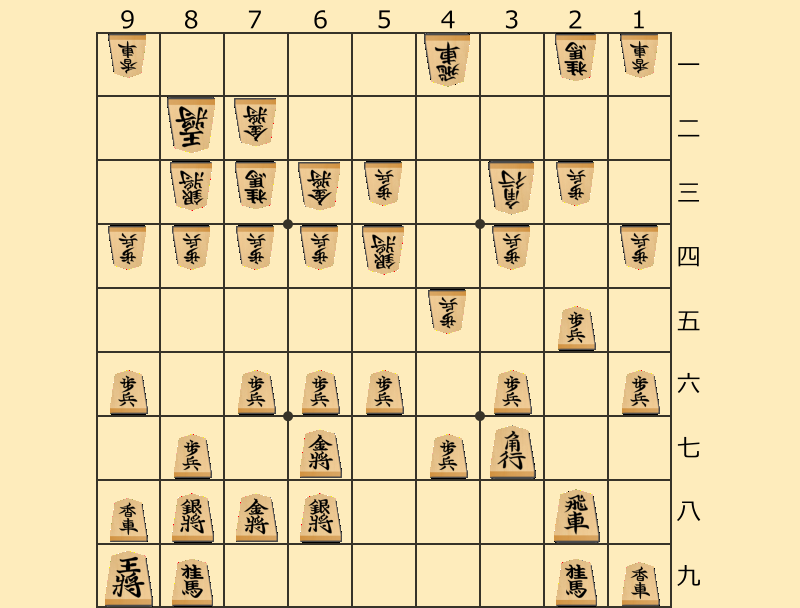 9 8 7 6 5 4 3 2 1
香車 飛車 桂馬 香車 一
王将 金将 二
銀将 桂馬 金将 歩兵 角行 歩兵 三
歩兵 歩兵 歩兵 歩兵 銀将 歩兵 歩兵 四
歩兵 歩兵 五
歩兵 歩兵 歩兵 歩兵 歩兵 歩兵 六
歩兵 金将 歩兵 角行 七
香車 銀将 金将 銀将 飛車 八
王将 桂馬 桂馬 香車 九